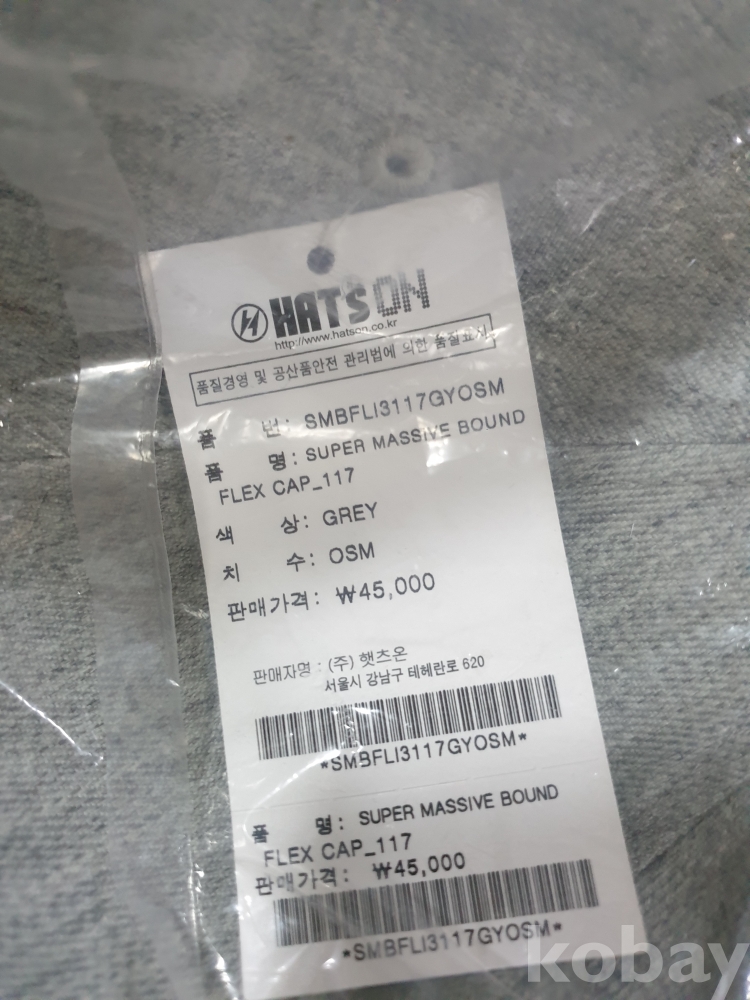 HAT'S ON
http://www.hatson.co.kr
품질경영 및 공산품안전 관리법에 의한 품질표시
품 번: SMBFLI3117GYOSM
품 명: SUPER MASSIVE BOUND
FLEX CAP_117
색 상: GREY
치 수: OSM
판매가격: ₩45,000
판매자명 : (주) 햇츠온
서울시 강남구 테헤란로 620
*SMBFLI3117GYOSM*
품 명: SUPER MASSIVE BOUND
FLEX CAP_117
판매가격: ₩45,000
*SMBFLI3117GYOSM*
kobay